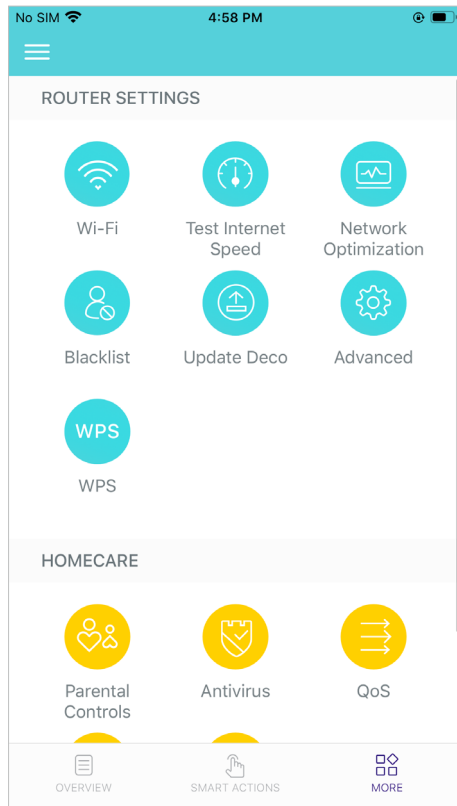 No SIM 4:58 PM
ROUTER SETTINGS
Wi-Fi Test Internet Network
Speed Optimization
Blacklist Update Deco Advanced
WPS
WPS
HOMECARE
Parental Antivirus QoS
Controls
OVERVIEW SMART ACTIONS MORE